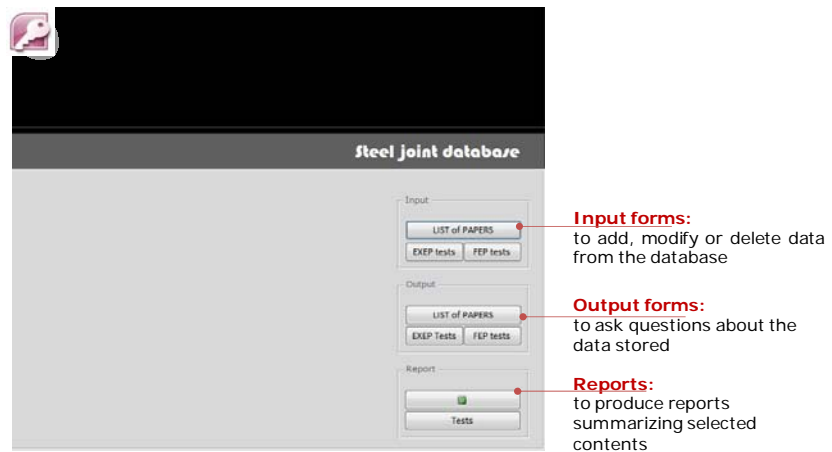 Steel joint database
Input
LIST of PAPERS
EXEP tests FEP tests
Input forms:
to add, modify or delete data
from the database
Output
LIST of PAPERS
EXEP Tests FEP tests
Output forms:
to ask questions about the
data stored
Report
Tests
Reports:
to produce reports
summarizing selected
contents